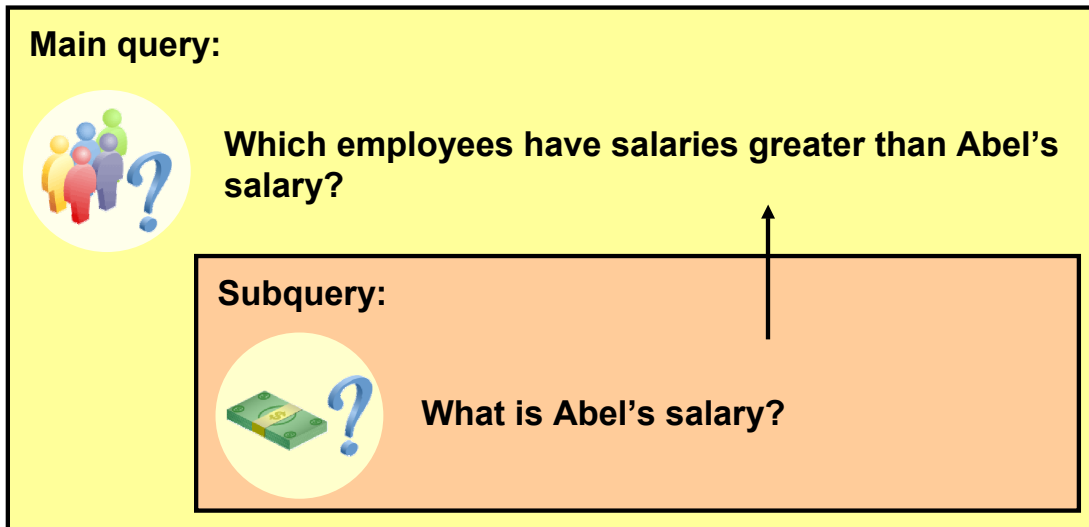 Main query:
Which employees have salaries greater than Abel’s
salary?
Subquery:
What is Abel’s salary?